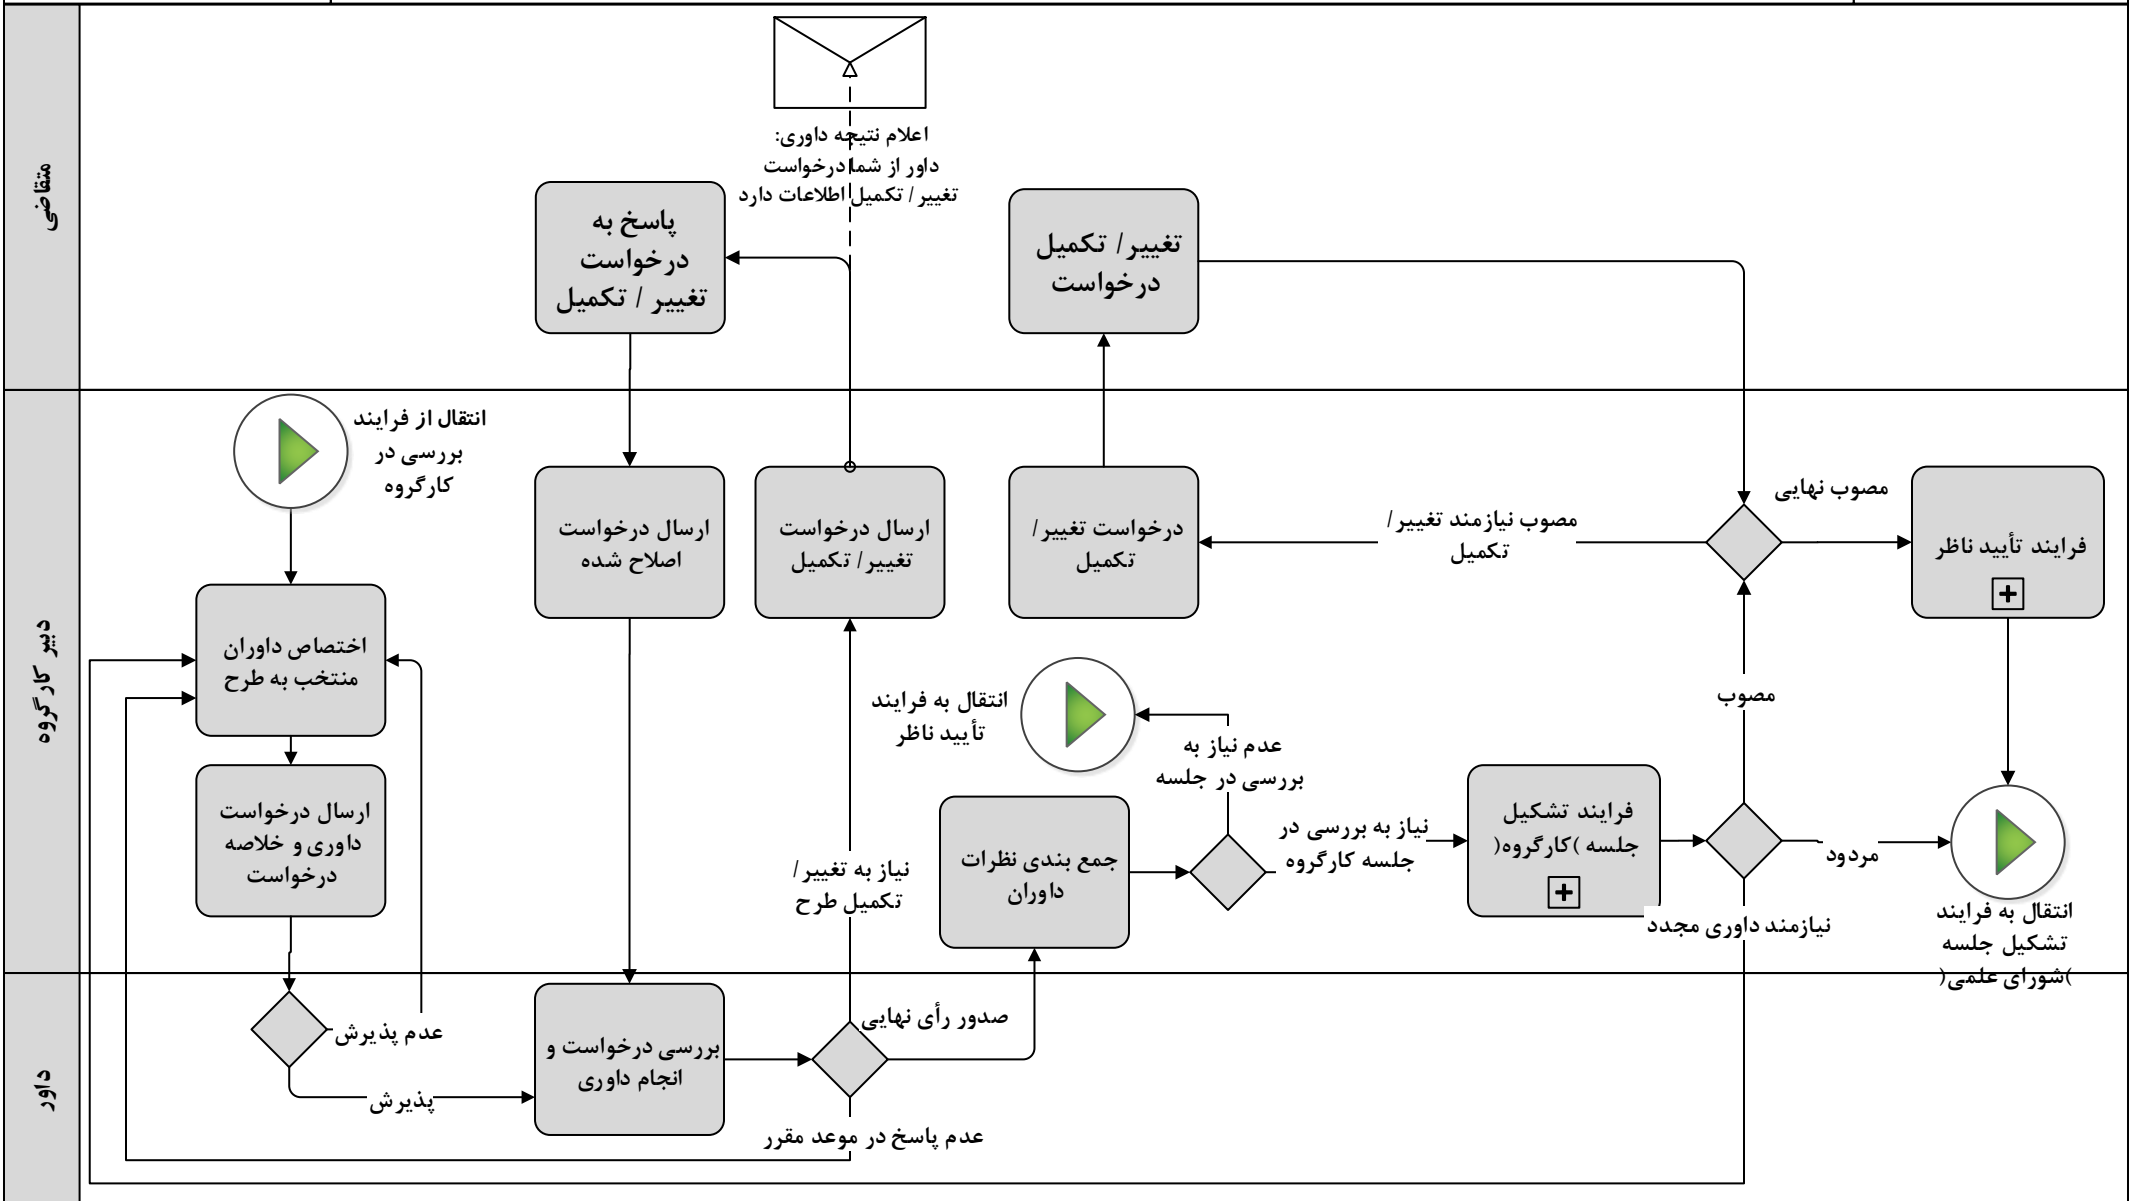 متقاضی
اعلام نتیجه داوری:
داور از شما درخواست
تغییر/ تکمیل اطلاعات دارد
پاسخ به
درخواست
تغییر / تکمیل
تغییر/ تکمیل
درخواست
دبیر کارگروه
انتقال از فرایند
بررسی در
کارگروه
ارسال درخواست
اصلاح شده
ارسال درخواست
تغییر/ تکمیل
درخواست تغییر/
تکمیل
مصوب نیازمند تغییر/
تکمیل
مصوب نهایی
فرایند تأیید ناظر
اختصاص داوران
منتخب به طرح
انتقال به فرایند
تأیید ناظر
عدم نیاز به
بررسی در جلسه
مصوب
ارسال درخواست
داوری و خلاصه
درخواست
نیاز به تغییر/
تکمیل طرح
جمع بندی نظرات
داوران
نیاز به بررسی در
جلسه کارگروه
فرایند تشکیل
جلسه )کارگروه(
مردود
نیازمند داوری مجدد
انتقال به فرایند
تشکیل جلسه
)شورای علمی(
داور
عدم پذیرش
پذیرش
بررسی درخواست و
انجام داوری
صدور رأی نهایی
عدم پاسخ در موعد مقرر